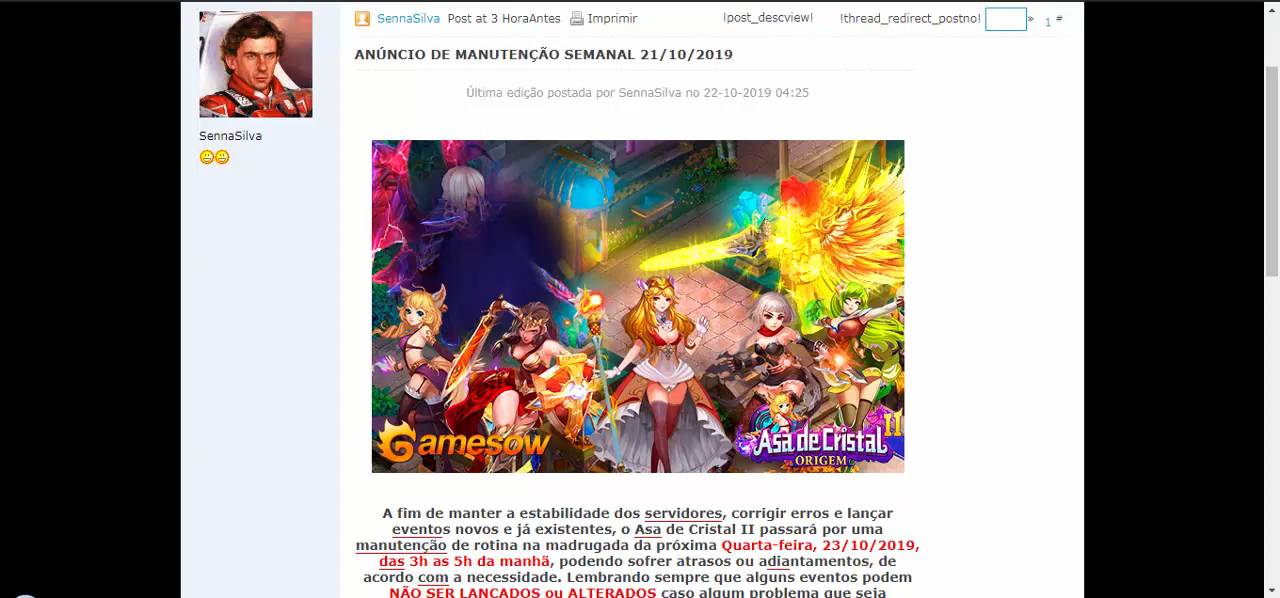 SennaSilva Post at 3 HoraAntes Imprimir !post_descview! !thread_redirect_postno! » 1 #
ANÚNCIO DE MANUTENÇÃO SEMANAL 21/10/2019
Última edição postada por SennaSilva no 22-10-2019 04:25
SennaSilva
Gamesow
Asa de Cristal II
ORIGEM
A fim de manter a estabilidade dos servidores, corrigir erros e lançar
eventos novos e já existentes, o Asa de Cristal II passará por uma
manutenção de rotina na madrugada da próxima Quarta-feira, 23/10/2019,
das 3h as 5h da manhã, podendo sofrer atrasos ou adiantamentos, de
acordo com a necessidade. Lembrando sempre que alguns eventos podem
NÃO SER LANÇADOS ou ALTERADOS caso algum problema que seja